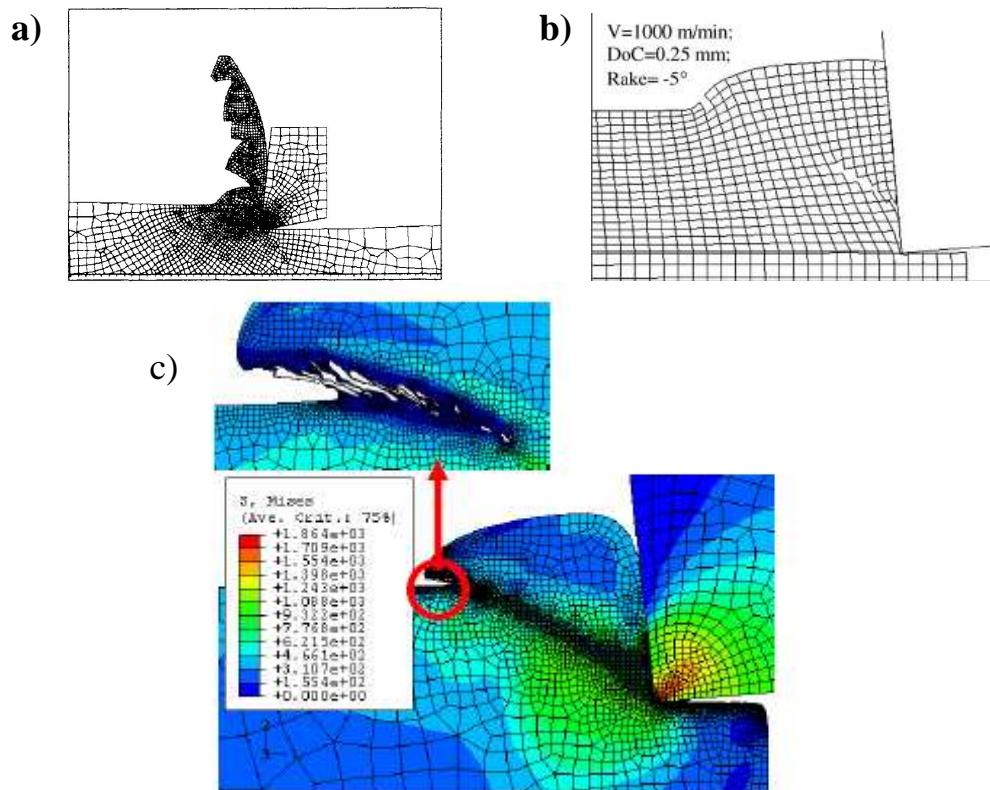 a)
b)
V=1000 m/min;
DoC=0.25 mm;
Rake= -5°
c)
S, Mises
(Ave. Crit.: 75%)
+1.864e+03
+1.709e+03
+1.554e+03
+1.398e+03
+1.243e+03
+1.088e+03
+9.322e+02
+7.768e+02
+6.215e+02
+4.661e+02
+3.107e+02
+1.554e+02
+0.000e+00